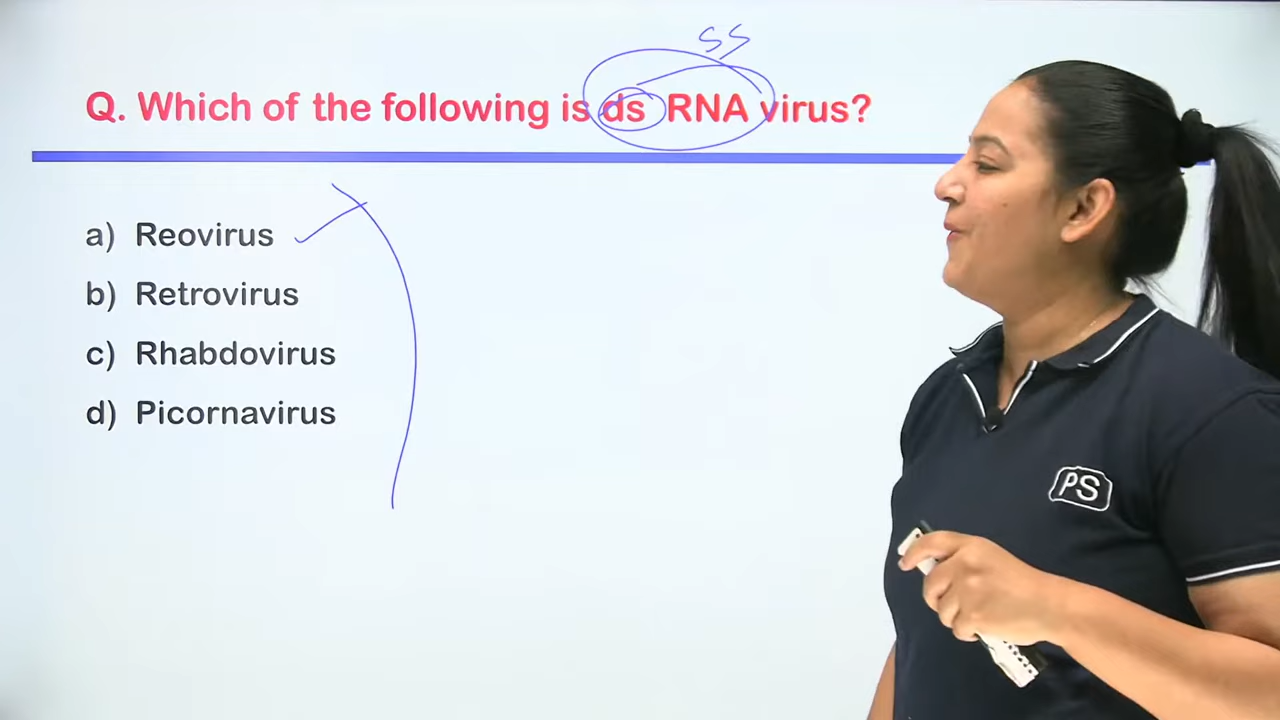 ss
Q. Which of the following is ds RNA virus?
a) Reovirus
b) Retrovirus
c) Rhabdovirus
d) Picornavirus
PS